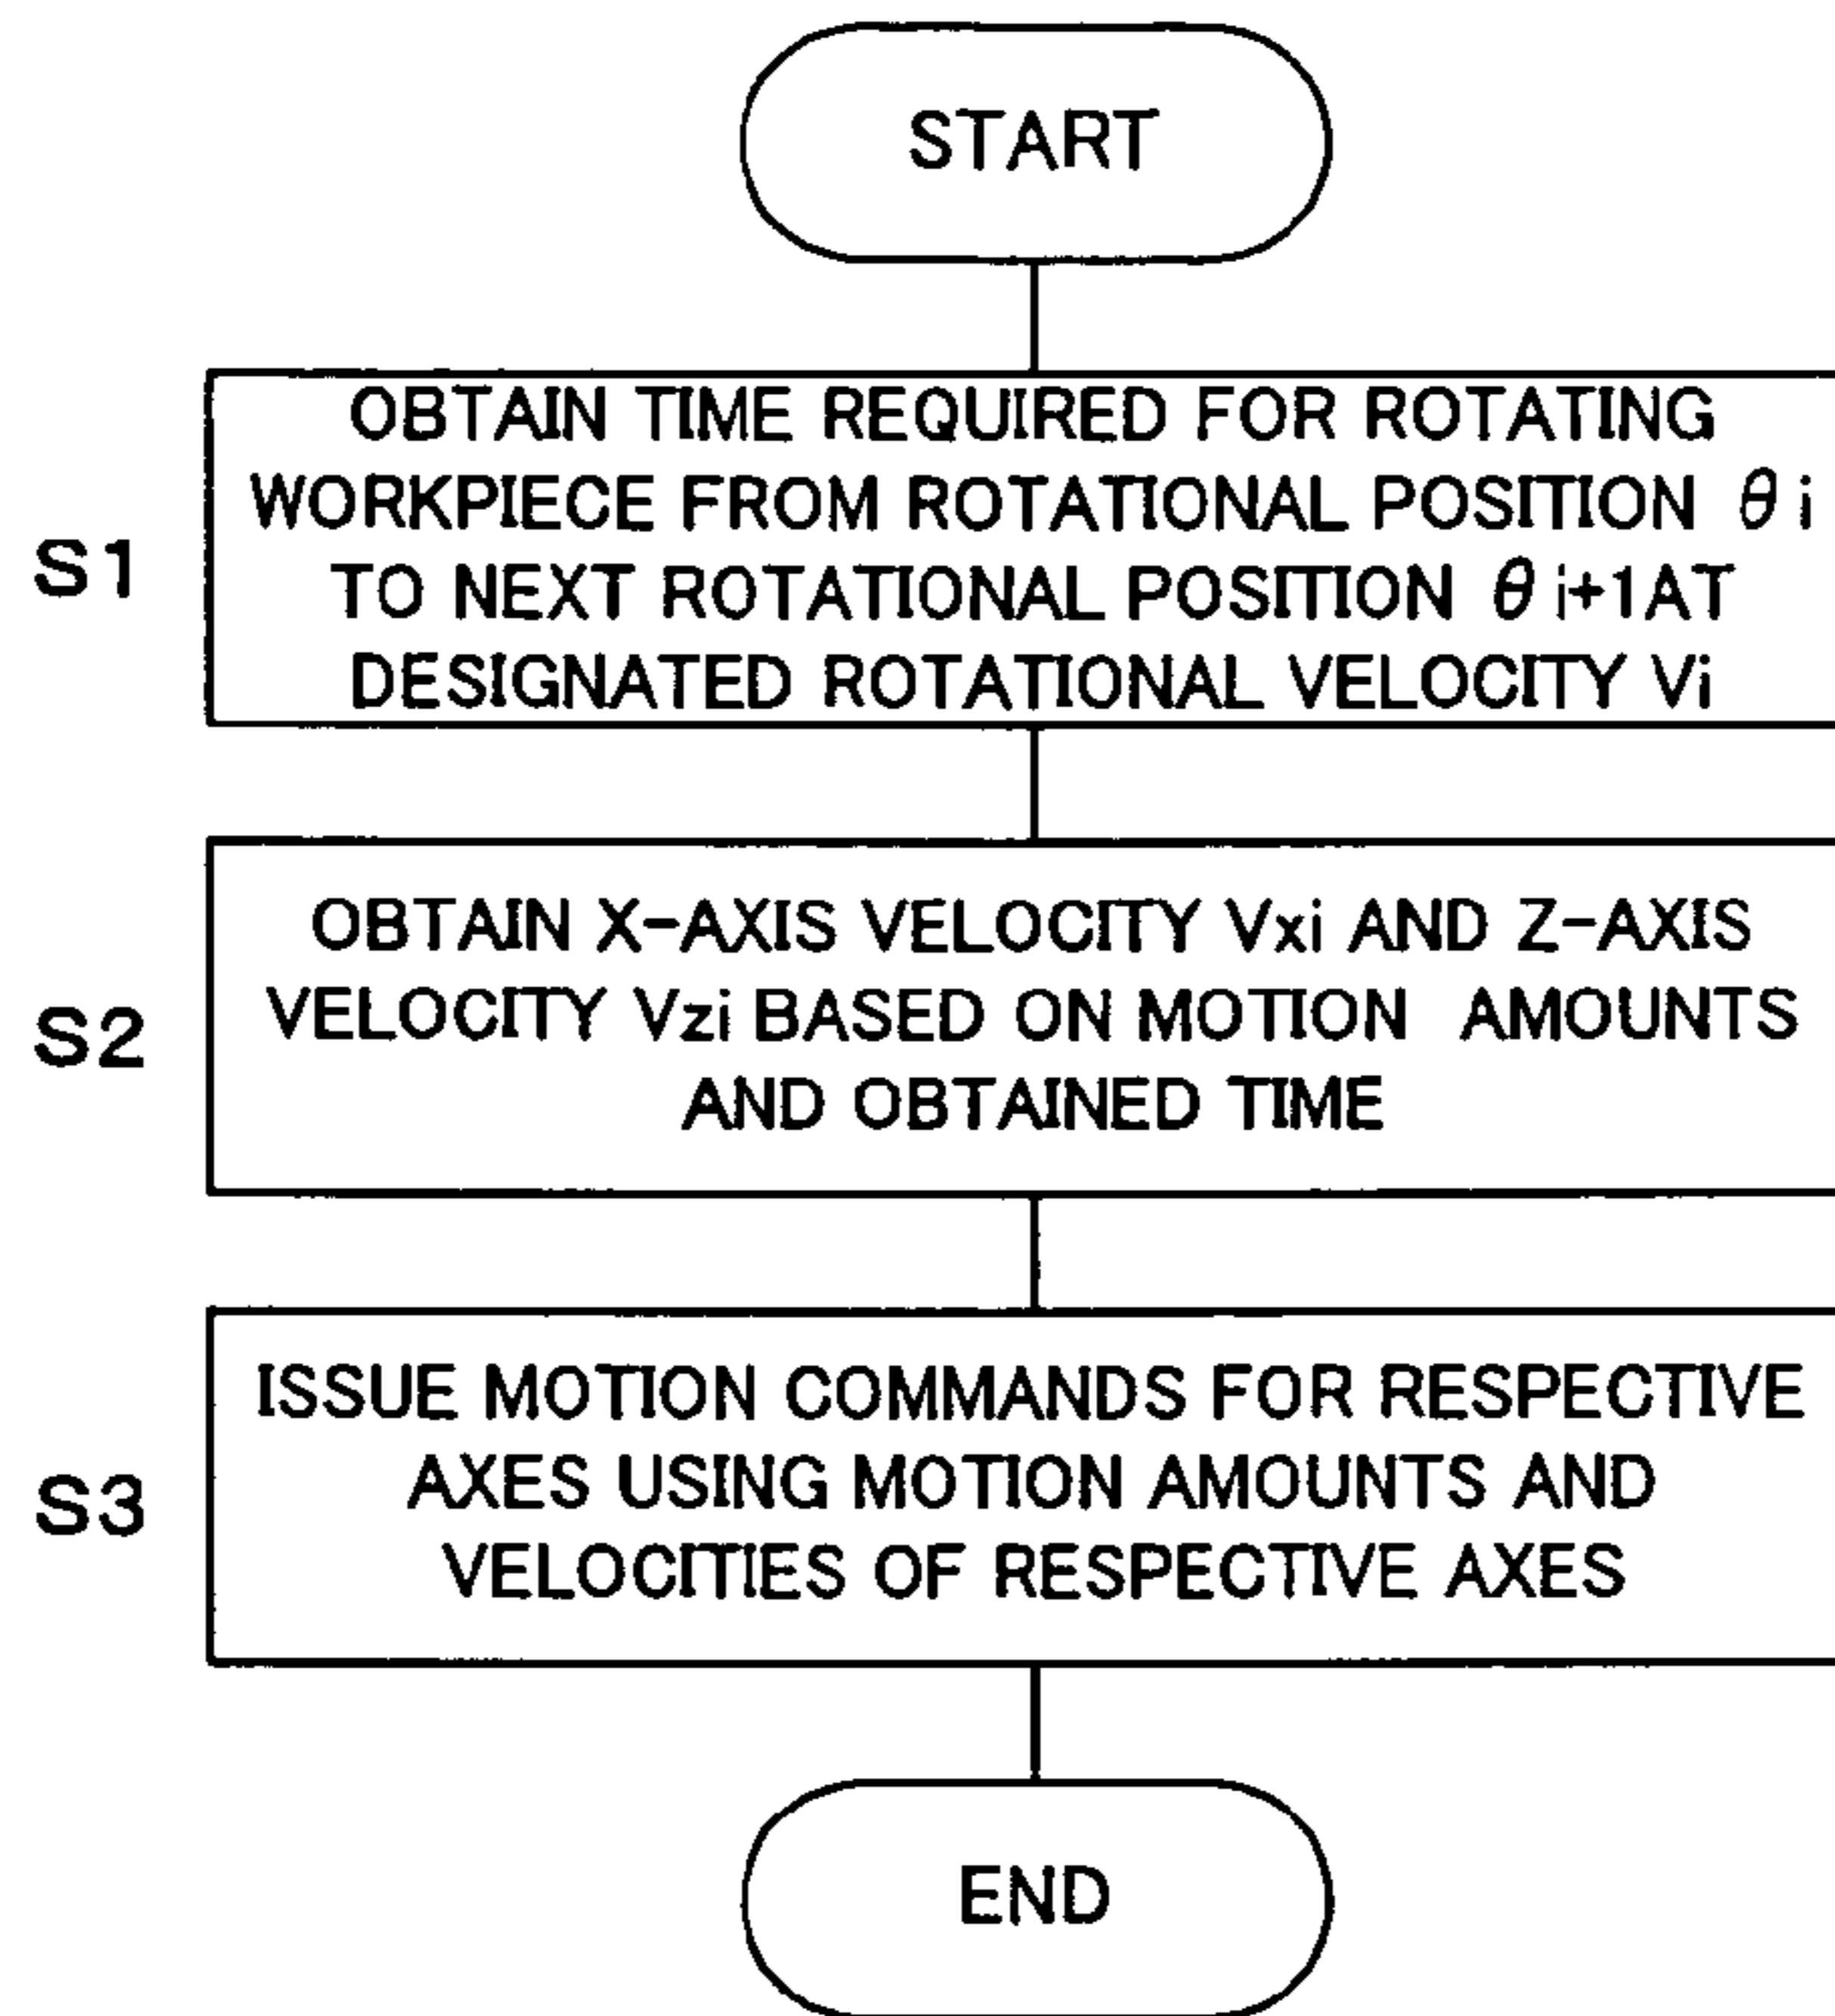 START
S1
OBTAIN TIME REQUIRED FOR ROTATING
WORKPIECE FROM ROTATIONAL POSITION θi
TO NEXT ROTATIONAL POSITION θi+1AT
DESIGNATED ROTATIONAL VELOCITY Vi
S2
OBTAIN X-AXIS VELOCITY Vxi AND Z-AXIS
VELOCITY Vzi BASED ON MOTION AMOUNTS
AND OBTAINED TIME
S3
ISSUE MOTION COMMANDS FOR RESPECTIVE
AXES USING MOTION AMOUNTS AND
VELOCITIES OF RESPECTIVE AXES
END